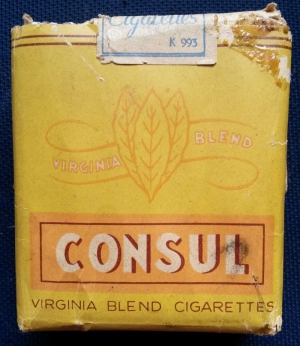 Cigarettes
K 993
VIRGINIA BLEND
CONSUL
VIRGINIA BLEND CIGARETTES